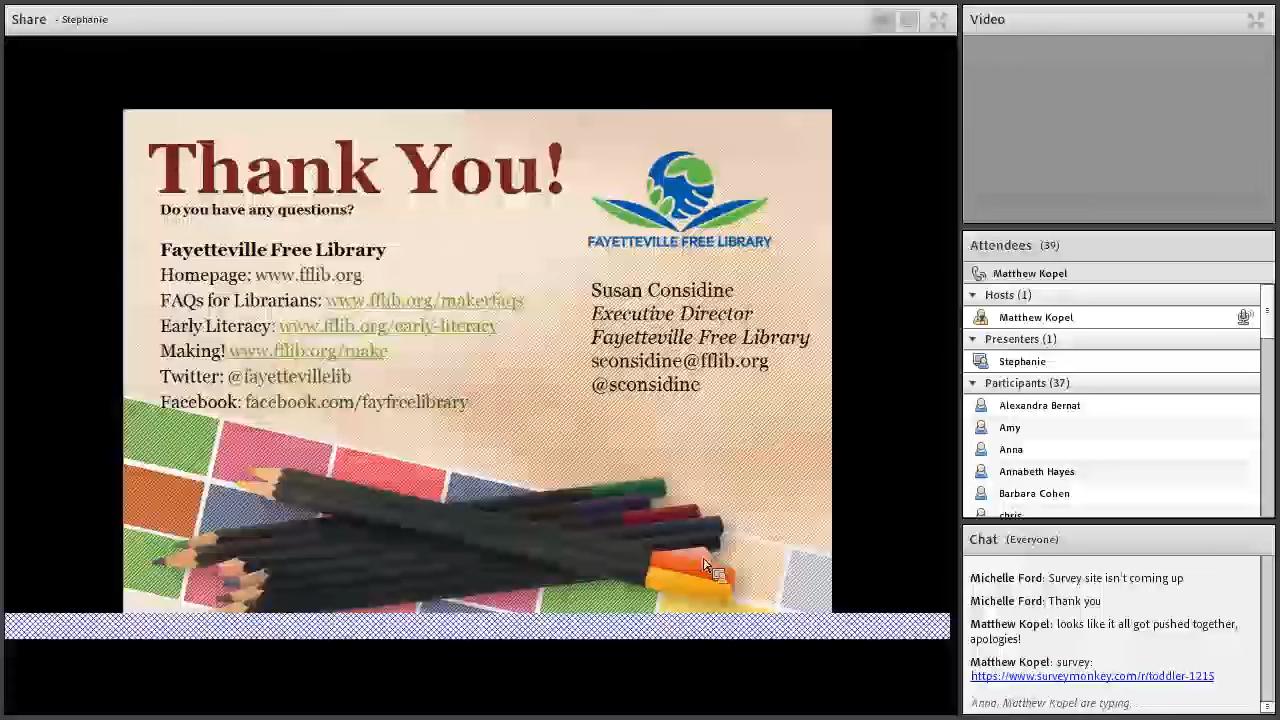 Share - Stephanie
Thank You!
Do you have any questions?
Fayetteville Free Library
Homepage: www.fflib.org
FAQs for Librarians: www.fflib.org/makerfaqs
Early Literacy: www.fflib.org/early-literacy
Making! www.fflib.org/make
Twitter: @fayettevillelib
Facebook: facebook.com/fayfreelibrary
FAYETTEVILLE FREE LIBRARY
Susan Considine
Executive Director
Fayetteville Free Library
sconsidine@fflib.org
@sconsidine
Video
Attendees (39)
Matthew Kopel
Hosts (1)
Matthew Kopel
Presenters (1)
Stephanie
Participants (37)
Alexandra Bernat
Amy
Anna
Annabeth Hayes
Barbara Cohen
chris
Chat (Everyone)
Michelle Ford: Survey site isn't coming up
Michelle Ford: Thank you
Matthew Kopel: looks like it all got pushed together,
apologies!
Matthew Kopel: survey:
https://www.surveymonkey.com/r/toddler-1215
Anna, Matthew Kopel are typing...